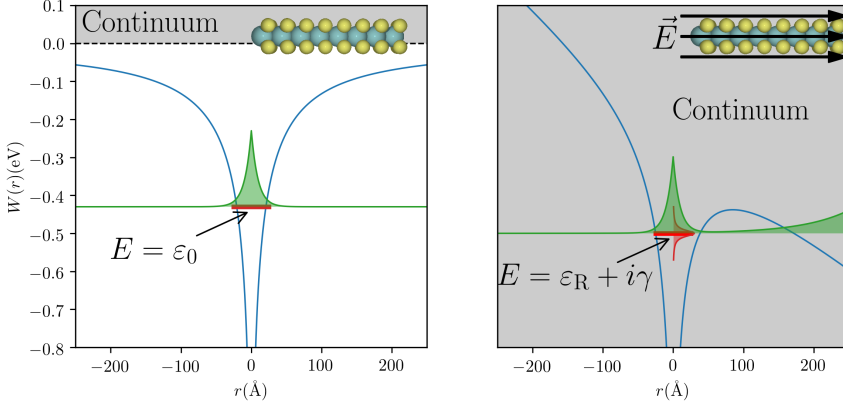 0.1
0.0
−0.1
−0.2
−0.3
−0.4
−0.5
−0.6
−0.7
−0.8
W(r)(eV)
Continuum
E = ε₀
−200 −100 0 100 200
r(Å)
E⃗
Continuum
E = ε_R + iγ
−200 −100 0 100 200
r(Å)